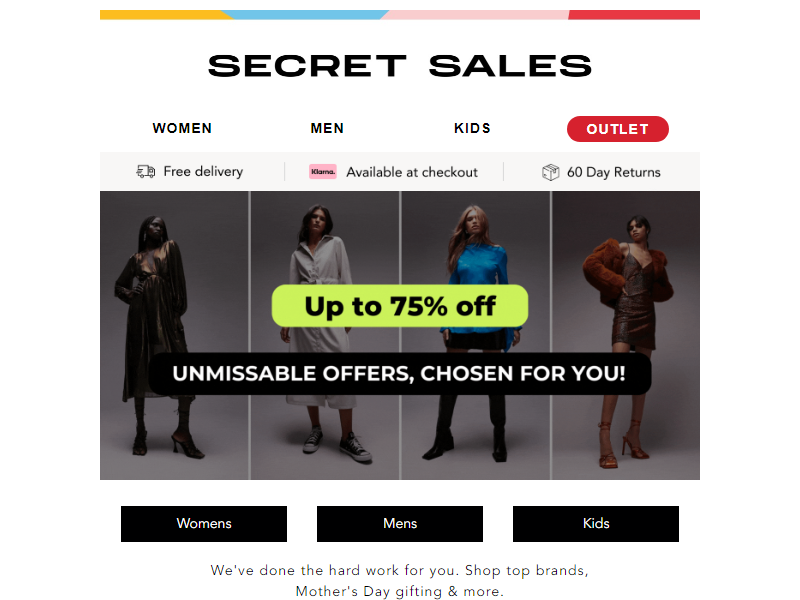 SECRET SALES
WOMEN MEN KIDS OUTLET
Free delivery Klarna. Available at checkout 60 Day Returns
Up to 75% off
UNMISSABLE OFFERS, CHOSEN FOR YOU!
Womens Mens Kids
We've done the hard work for you. Shop top brands,
Mother's Day gifting & more.